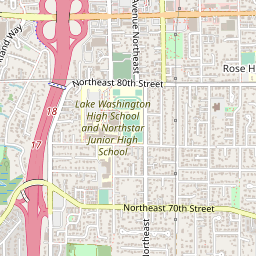 land Way
Avenue Northeast
Northeast 80th Street
Rose H
Lake Washington
High School
and Northstar
Junior High
School
18
17
Northeast 70th Street
Northeast